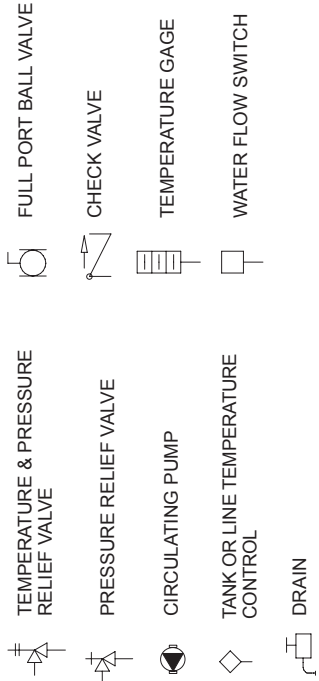 TEMPERATURE & PRESSURE
RELIEF VALVE
PRESSURE RELIEF VALVE
CIRCULATING PUMP
TANK OR LINE TEMPERATURE
CONTROL
DRAIN
FULL PORT BALL VALVE
CHECK VALVE
TEMPERATURE GAGE
WATER FLOW SWITCH